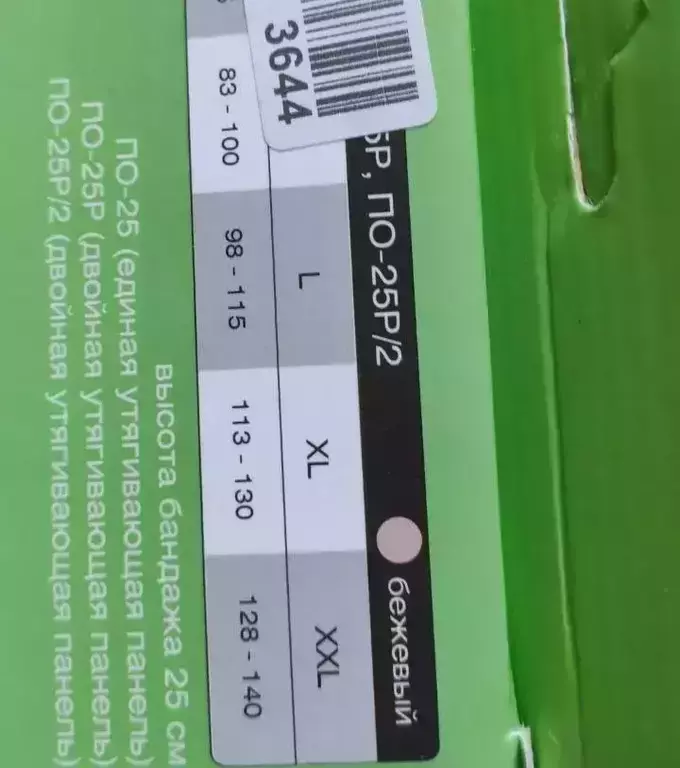 3644
5Р, ПО-25Р/2 бежевый
L XL XXL
83 - 100 98 - 115 113 - 130 128 - 140
высота бандажа 25 см
ПО-25 (единая утягивающая панель)
ПО-25Р (двойная утягивающая панель)
ПО-25Р/2 (двойная утягивающая панель)